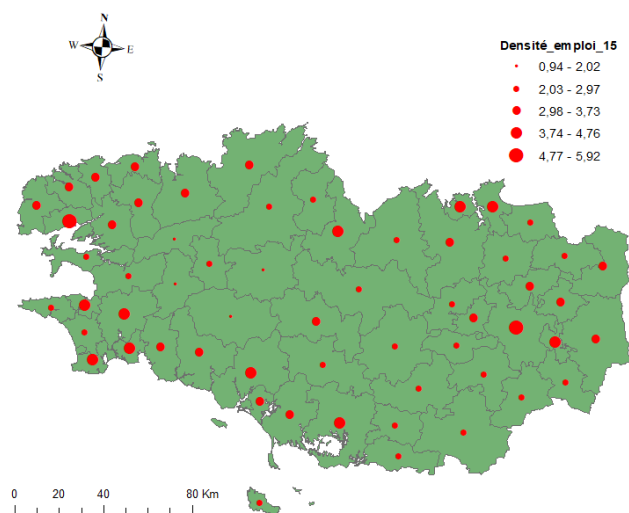 N
W E
S
Densité_emploi_15
0,94 - 2,02
2,03 - 2,97
2,98 - 3,73
3,74 - 4,76
4,77 - 5,92
0 20 40 80 Km